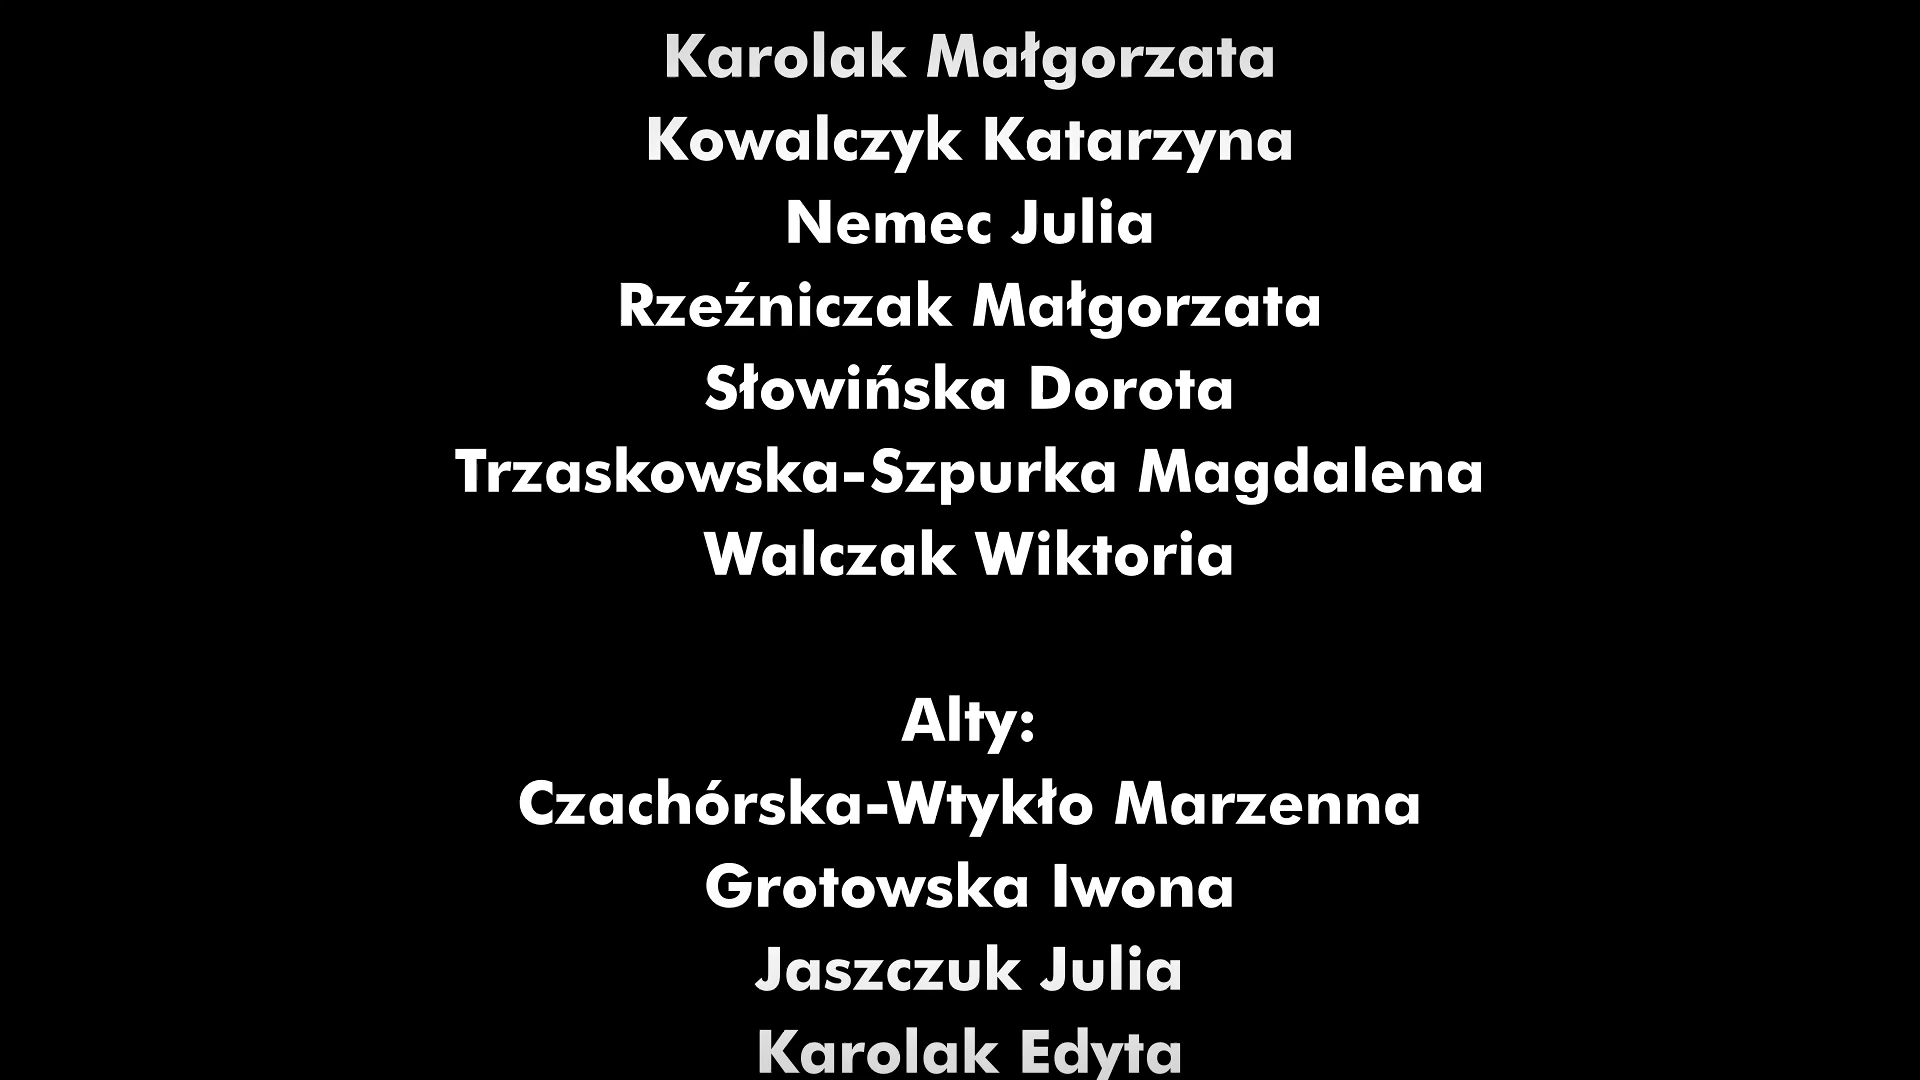 Karolak Małgorzata
Kowalczyk Katarzyna
Nemec Julia
Rzeźniczak Małgorzata
Słowińska Dorota
Trzaskowska-Szpurka Magdalena
Walczak Wiktoria
Alty:
Czachórska-Wtykło Marzenna
Grotowska Iwona
Jaszczuk Julia
Karolak Edyta